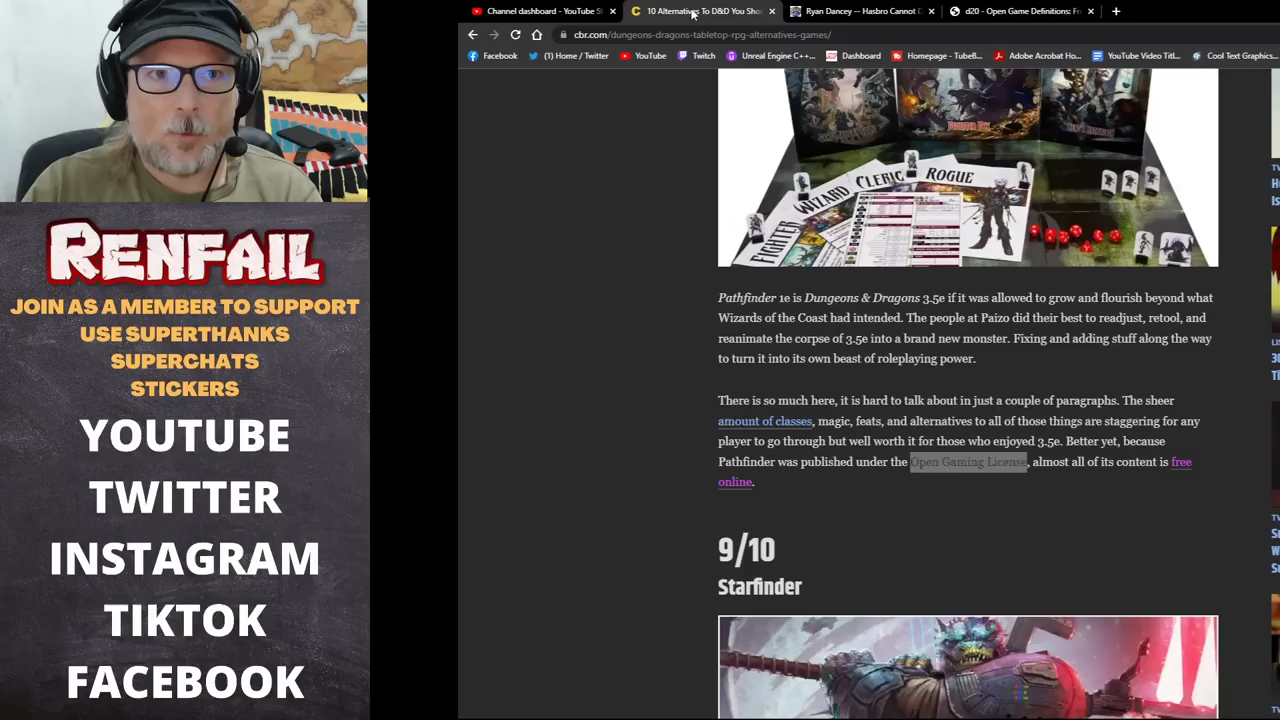 Channel dashboard - YouTube S
10 Alternatives To D&D You Sho
Ryan Dancey -- Hasbro Cannot D
d20 - Open Game Definitions: Fr
cbr.com/dungeons-dragons-tabletop-rpg-alternatives-games/
Facebook
(1) Home / Twitter
YouTube
Twitch
Unreal Engine C++...
Dashboard
Homepage - TubeB...
Adobe Acrobat Ho...
YouTube Video Titl...
Cool Text Graphics
FIGHTER
WIZARD
CLERIC
ROGUE
RENFAIL
JOIN AS A MEMBER TO SUPPORT
USE SUPERTHANKS
SUPERCHATS
STICKERS
YOUTUBE
TWITTER
INSTAGRAM
TIKTOK
FACEBOOK
Pathfinder 1e is Dungeons & Dragons 3.5e if it was allowed to grow and flourish beyond what
Wizards of the Coast had intended. The people at Paizo did their best to readjust, retool, and
reanimate the corpse of 3.5e into a brand new monster. Fixing and adding stuff along the way
to turn it into its own beast of roleplaying power.
There is so much here, it is hard to talk about in just a couple of paragraphs. The sheer
amount of classes, magic, feats, and alternatives to all of those things are staggering for any
player to go through but well worth it for those who enjoyed 3.5e. Better yet, because
Pathfinder was published under the Open Gaming License, almost all of its content is free
online.
9/10
Starfinder